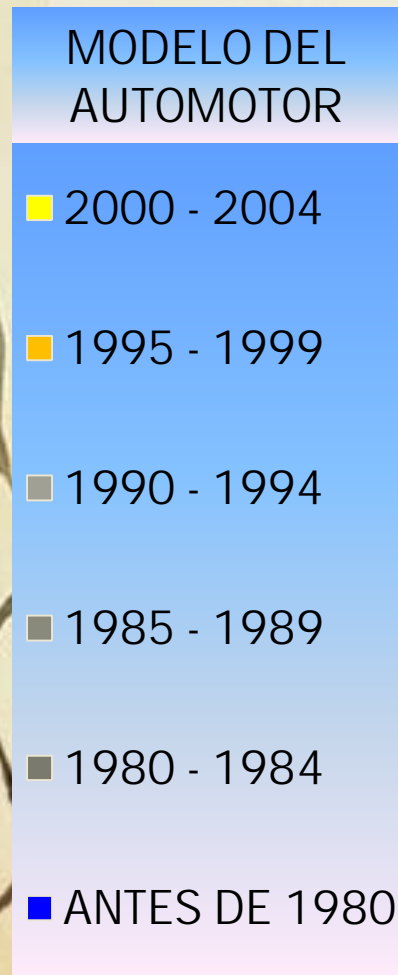 MODELO DEL
AUTOMOTOR
2000 - 2004
1995 - 1999
1990 - 1994
1985 - 1989
1980 - 1984
ANTES DE 1980